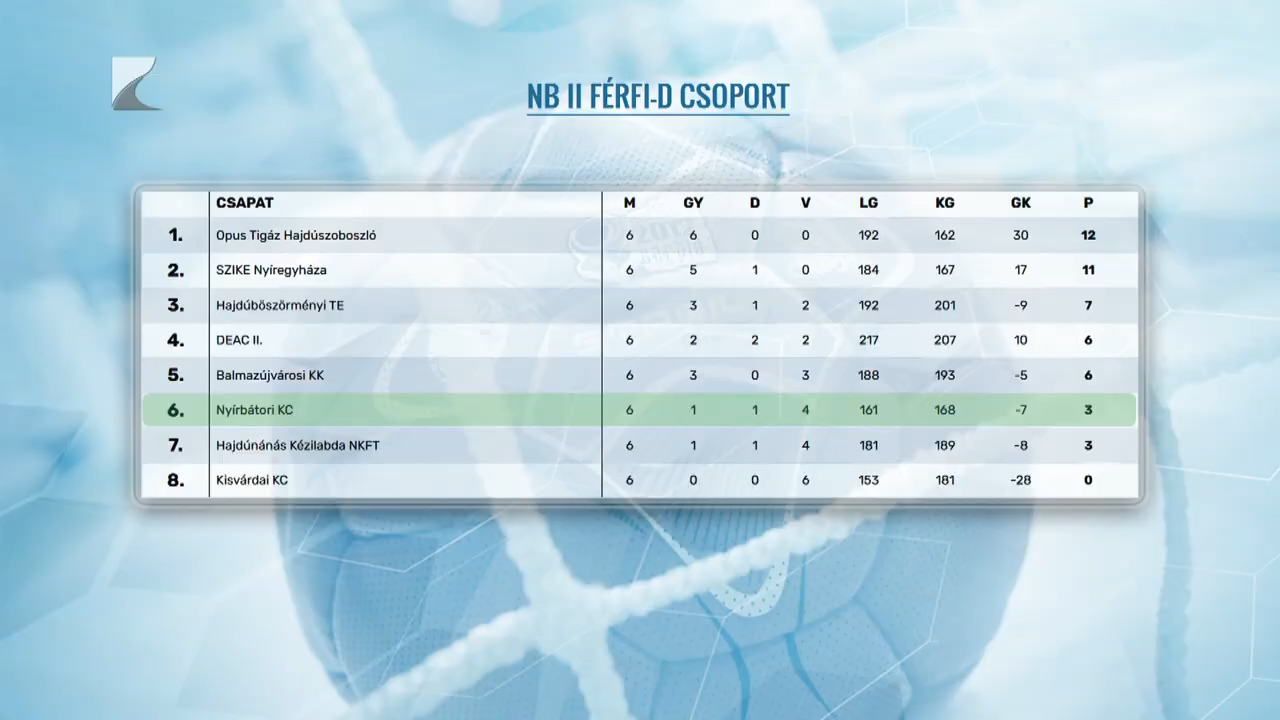 NB II FÉRFI-D CSOPORT
CSAPAT M GY D V LG KG GK P
1. Opus Tigáz Hajdúszoboszló 6 6 0 0 192 162 30 12
2. SZIKE Nyíregyháza 6 5 1 0 184 167 17 11
3. Hajdúböszörményi TE 6 3 1 2 192 201 -9 7
4. DEAC II. 6 2 2 2 217 207 10 6
5. Balmazújvárosi KK 6 3 0 3 188 193 -5 6
6. Nyírbátori KC 6 1 1 4 161 168 -7 3
7. Hajdúnánás Kézilabda NKFT 6 1 1 4 181 189 -8 3
8. Kisvárdai KC 6 0 0 6 153 181 -28 0